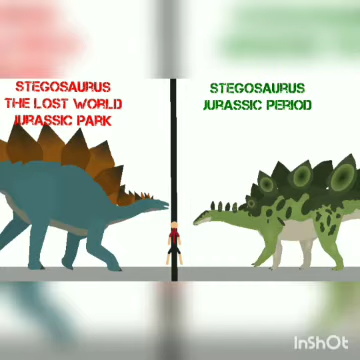 STEGOSAURUS
THE LOST WORLD
JURASSIC PARK
STEGOSAURUS
JURASSIC PERIOD
InShOt